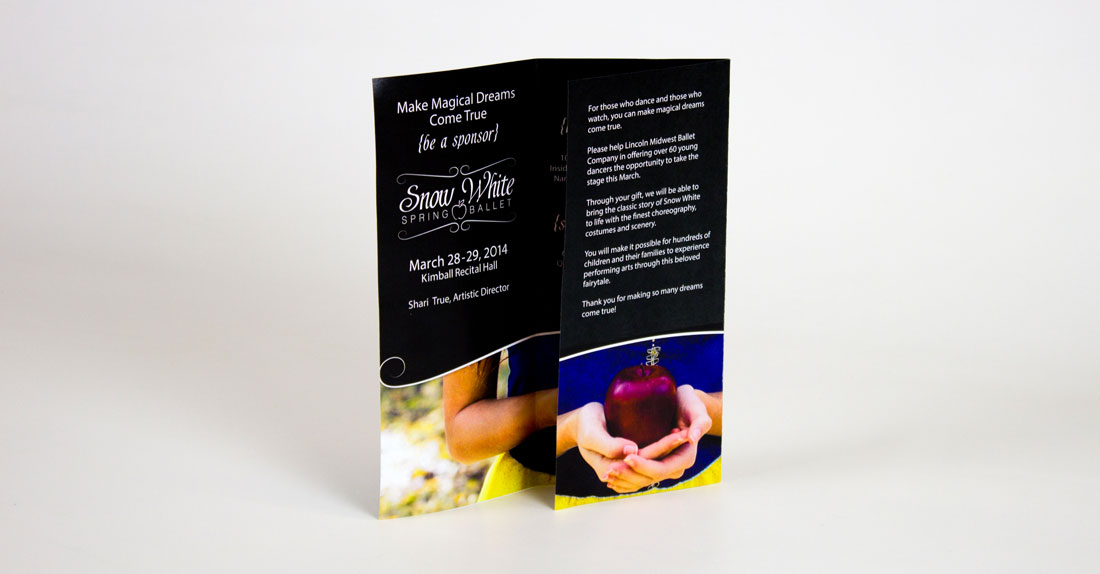 Make Magical Dreams
Come True
{be a sponsor}
Snow White
SPRING BALLET
March 28-29, 2014
Kimball Recital Hall
Shari True, Artistic Director
For those who dance and those who
watch, you can make magical dreams
come true.
Please help Lincoln Midwest Ballet
Company in offering over 60 young
dancers the opportunity to take the
stage this March.
Through your gift, we will be able to
bring the classic story of Snow White
to life with the finest choreography,
costumes and scenery.
You will make it possible for hundreds of
children and their families to experience
performing arts through this beloved
fairytale.
Thank you for making so many dreams
come true!